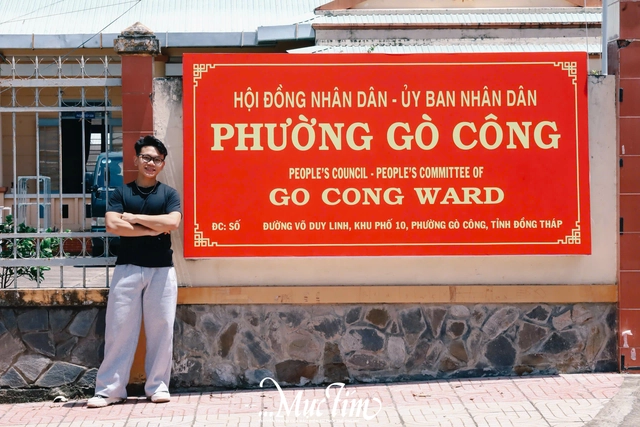 HỘI ĐỒNG NHÂN DÂN - ỦY BAN NHÂN DÂN
PHƯỜNG GÒ CÔNG
PEOPLE'S COUNCIL - PEOPLE'S COMMITTEE OF
GO CONG WARD
ĐC: SỐ ĐƯỜNG VÕ DUY LINH, KHU PHỐ 10, PHƯỜNG GÒ CÔNG, TỈNH ĐỒNG THÁP
Mực Tím